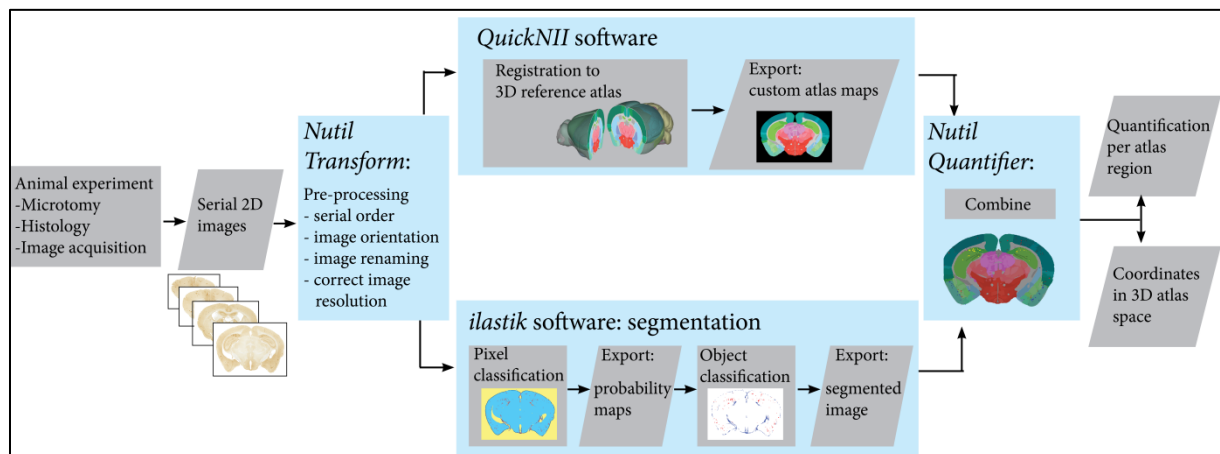 Animal experiment
-Microtomy
-Histology
-Image acquisition
Serial 2D
images
Nutil
Transform:
Pre-processing
- serial order
- image orientation
- image renaming
- correct image
resolution
QuickNII software
Registration to
3D reference atlas
Export:
custom atlas maps
ilastik software: segmentation
Pixel
classification
Export:
probability
maps
Object
classification
Export:
segmented
image
Nutil
Quantifier:
Combine
Quantification
per atlas
region
Coordinates
in 3D atlas
space